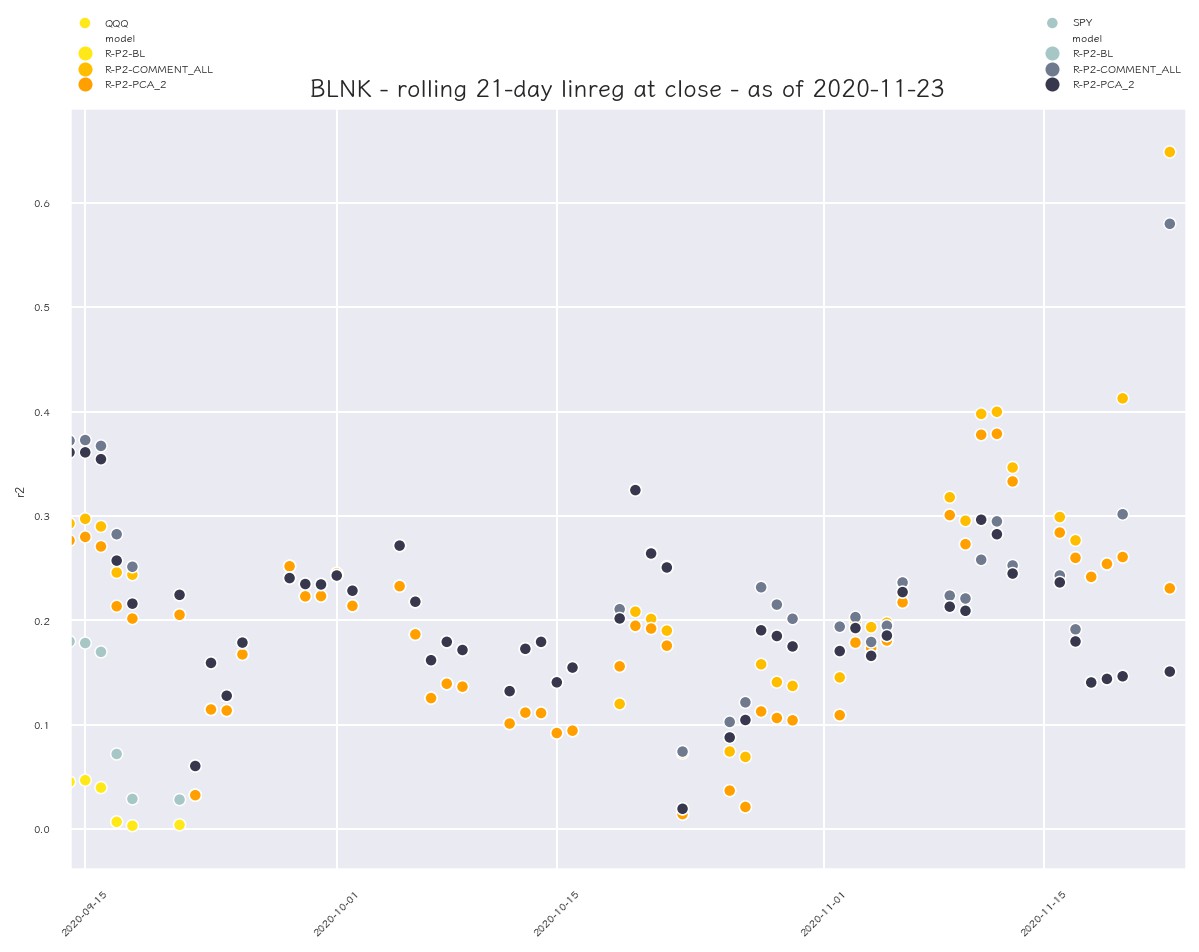 QQQ
model
R-P2-BL
R-P2-COMMENT_ALL
R-P2-PCA_2
SPY
model
R-P2-BL
R-P2-COMMENT_ALL
R-P2-PCA_2
BLNK - rolling 21-day linreg at close - as of 2020-11-23
r2
0.6
0.5
0.4
0.3
0.2
0.1
0.0
2020-09-15
2020-10-01
2020-10-15
2020-11-01
2020-11-15